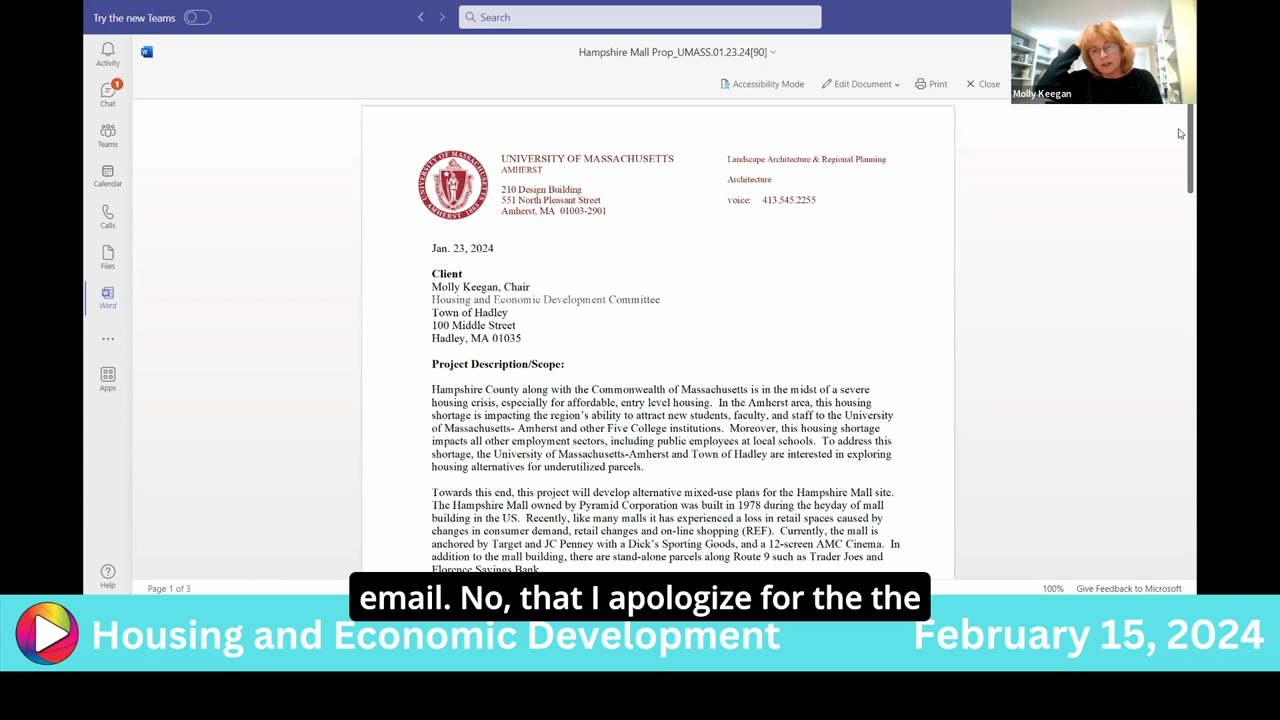 Try the new Teams
Search
Activity
Chat
1
Teams
Calendar
Calls
Files
Word
Apps
Help
Hampshire Mall Prop_UMASS.01.23.24[90]
Accessibility Mode
Edit Document
Print
Close
Molly Keegan
UNIVERSITY OF MASSACHUSETTS
AMHERST
210 Design Building
551 North Pleasant Street
Amherst, MA 01003-2901
Landscape Architecture & Regional Planning
Architecture
voice: 413.545.2255
UNIVERSITY OF MASSACHUSETTS
AMHERST 1863
Jan. 23, 2024
Client
Molly Keegan, Chair
Housing and Economic Development Committee
Town of Hadley
100 Middle Street
Hadley, MA 01035
Project Description/Scope:
Hampshire County along with the Commonwealth of Massachusetts is in the midst of a severe
housing crisis, especially for affordable, entry level housing. In the Amherst area, this housing
shortage is impacting the region's ability to attract new students, faculty, and staff to the University
of Massachusetts- Amherst and other Five College institutions. Moreover, this housing shortage
impacts all other employment sectors, including public employees at local schools. To address this
shortage, the University of Massachusetts-Amherst and Town of Hadley are interested in exploring
housing alternatives for underutilized parcels.
Towards this end, this project will develop alternative mixed-use plans for the Hampshire Mall site.
The Hampshire Mall owned by Pyramid Corporation was built in 1978 during the heyday of mall
building in the US. Recently, like many malls it has experienced a loss in retail spaces caused by
changes in consumer demand, retail changes and on-line shopping (REF). Currently, the mall is
anchored by Target and JC Penney with a Dick's Sporting Goods, and a 12-screen AMC Cinema. In
addition to the mall building, there are stand-alone parcels along Route 9 such as Trader Joes and
Florence Savings Bank.
Page 1 of 3
100%
Give Feedback to Microsoft
email. No, that I apologize for the the
Housing and Economic Development
February 15, 2024